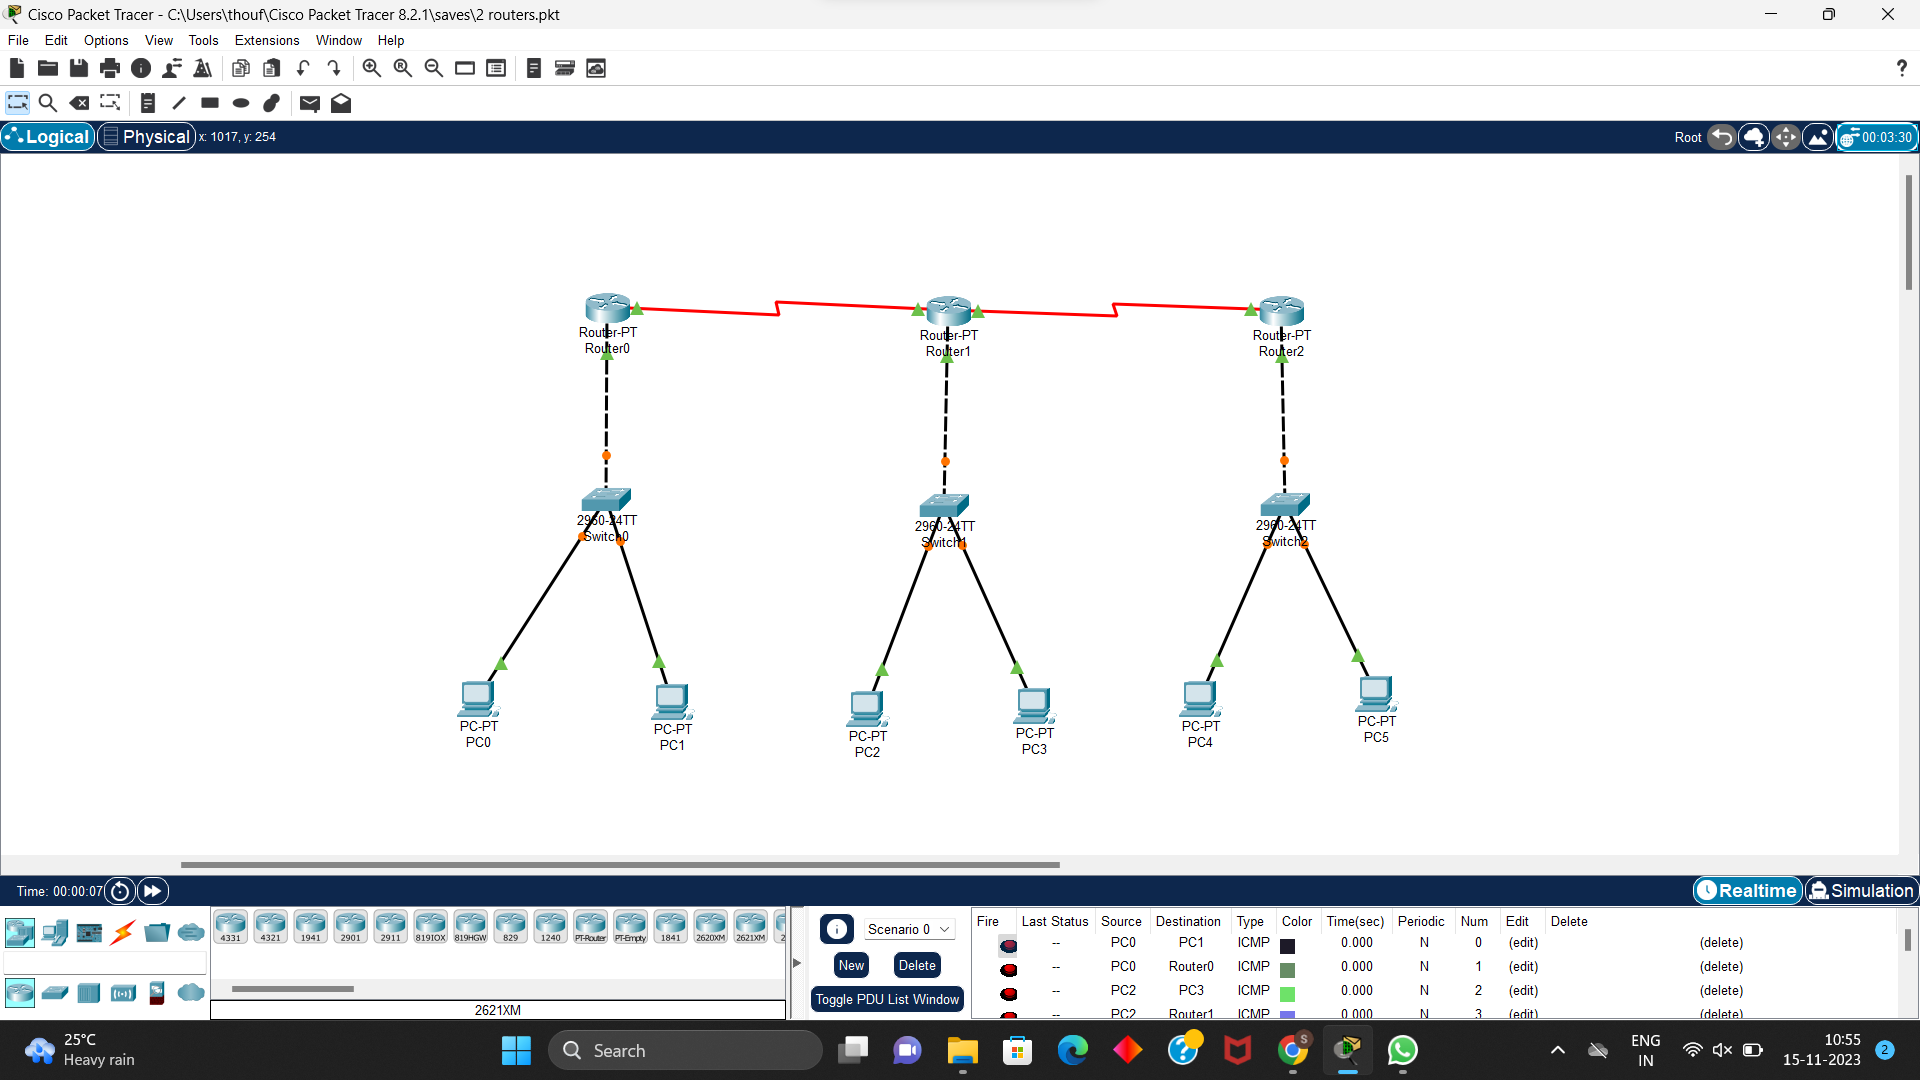 Cisco Packet Tracer - C:\Users\thouf\Cisco Packet Tracer 8.2.1\saves\2 routers.pkt
File Edit Options View Tools Extensions Window Help
?
Logical Physical x: 1017, y: 254 Root 00:03:30
Router-PT
Router0
Router-PT
Router1
Router-PT
Router2
2960-24TT
Switch0
2960-24TT
Switch1
2960-24TT
Switch2
PC-PT
PC0
PC-PT
PC1
PC-PT
PC2
PC-PT
PC3
PC-PT
PC4
PC-PT
PC5
Time: 00:00:07 Realtime Simulation
4331 4321 1941 2901 2911 819IOX 819HGW 829 1240 PT-Router PT-Empty 1841 2620XM 2621XM 2
2621XM
Scenario 0
New Delete
Toggle PDU List Window
Fire Last Status Source Destination Type Color Time(sec) Periodic Num Edit Delete
-- PC0 PC1 ICMP 0.000 N 0 (edit) (delete)
-- PC0 Router0 ICMP 0.000 N 1 (edit) (delete)
-- PC2 PC3 ICMP 0.000 N 2 (edit) (delete)
-- PC2 Router1 ICMP 0.000 N 3 (edit) (delete)
25°C
Heavy rain
Search
S
ENG
IN
10:55
15-11-2023
2